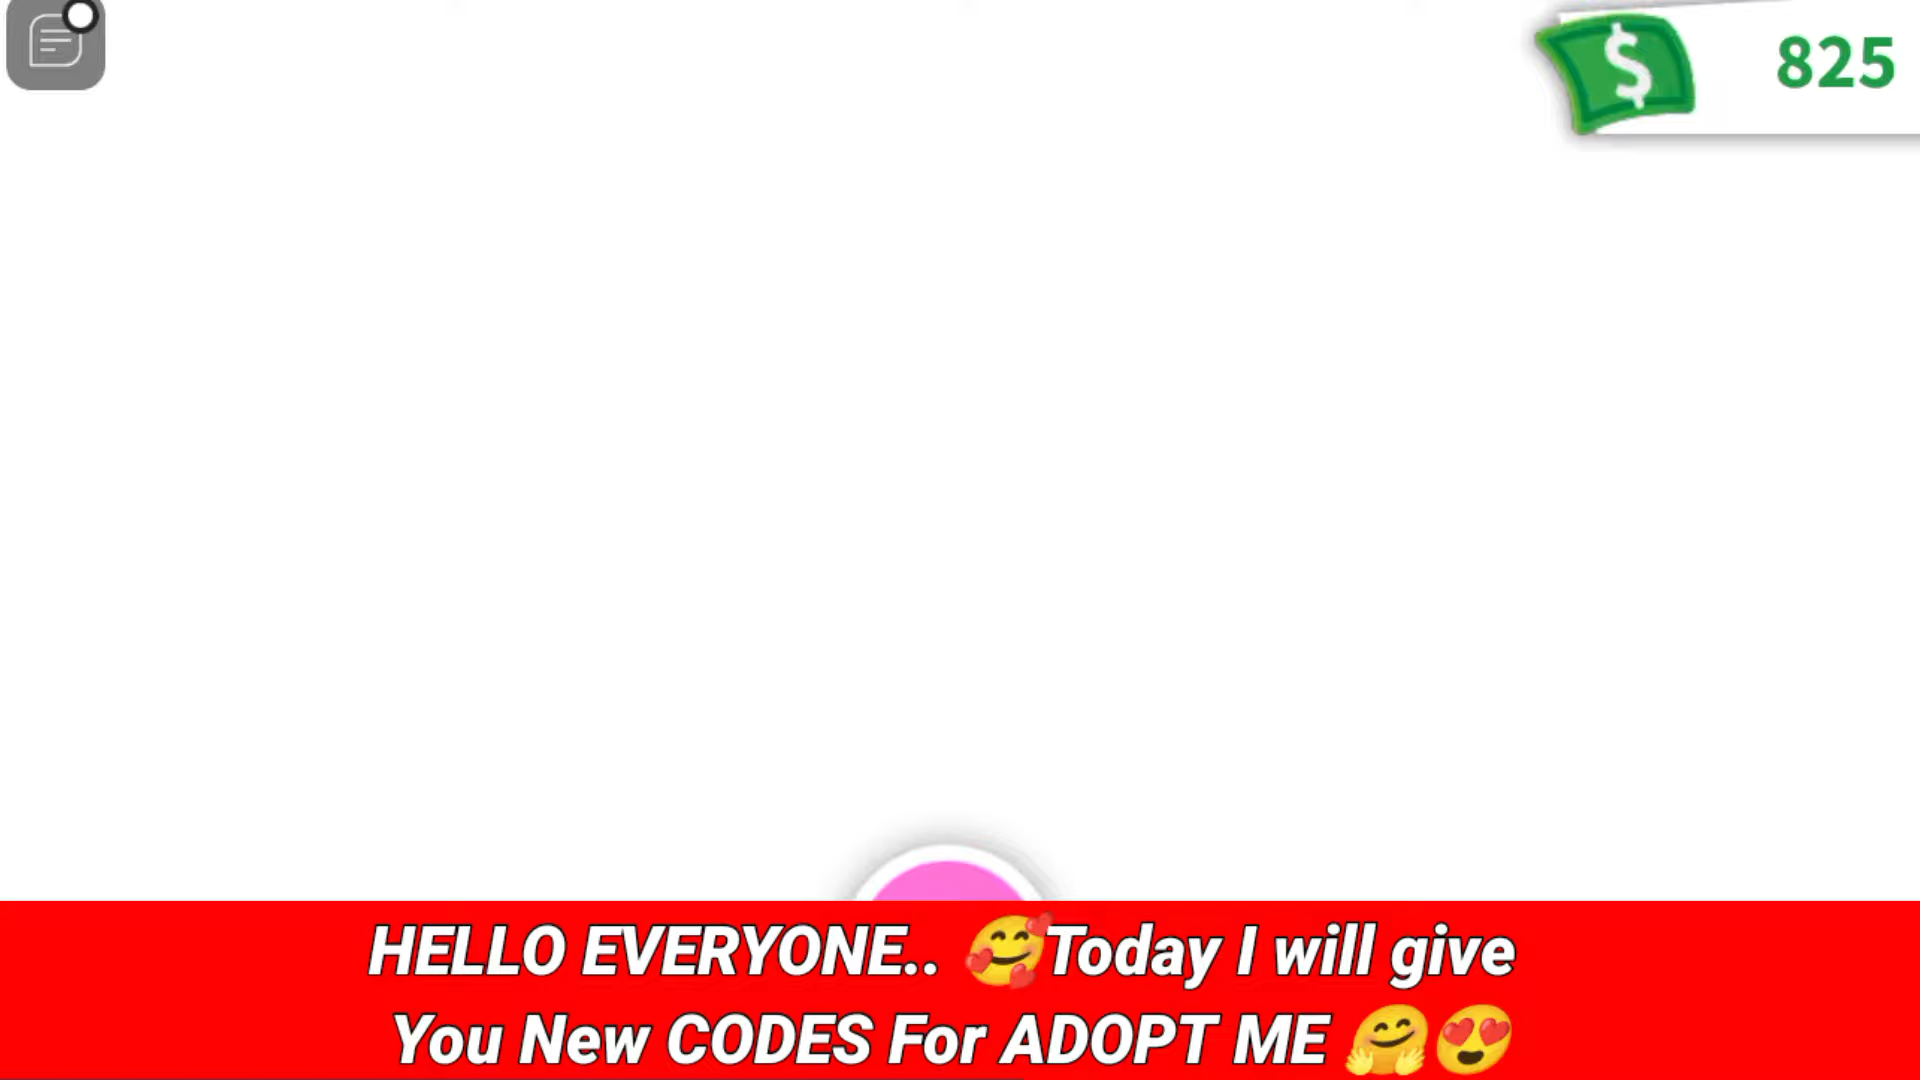 $ 825
HELLO EVERYONE.. 🥰Today I will give
You New CODES For ADOPT ME 🤗😍